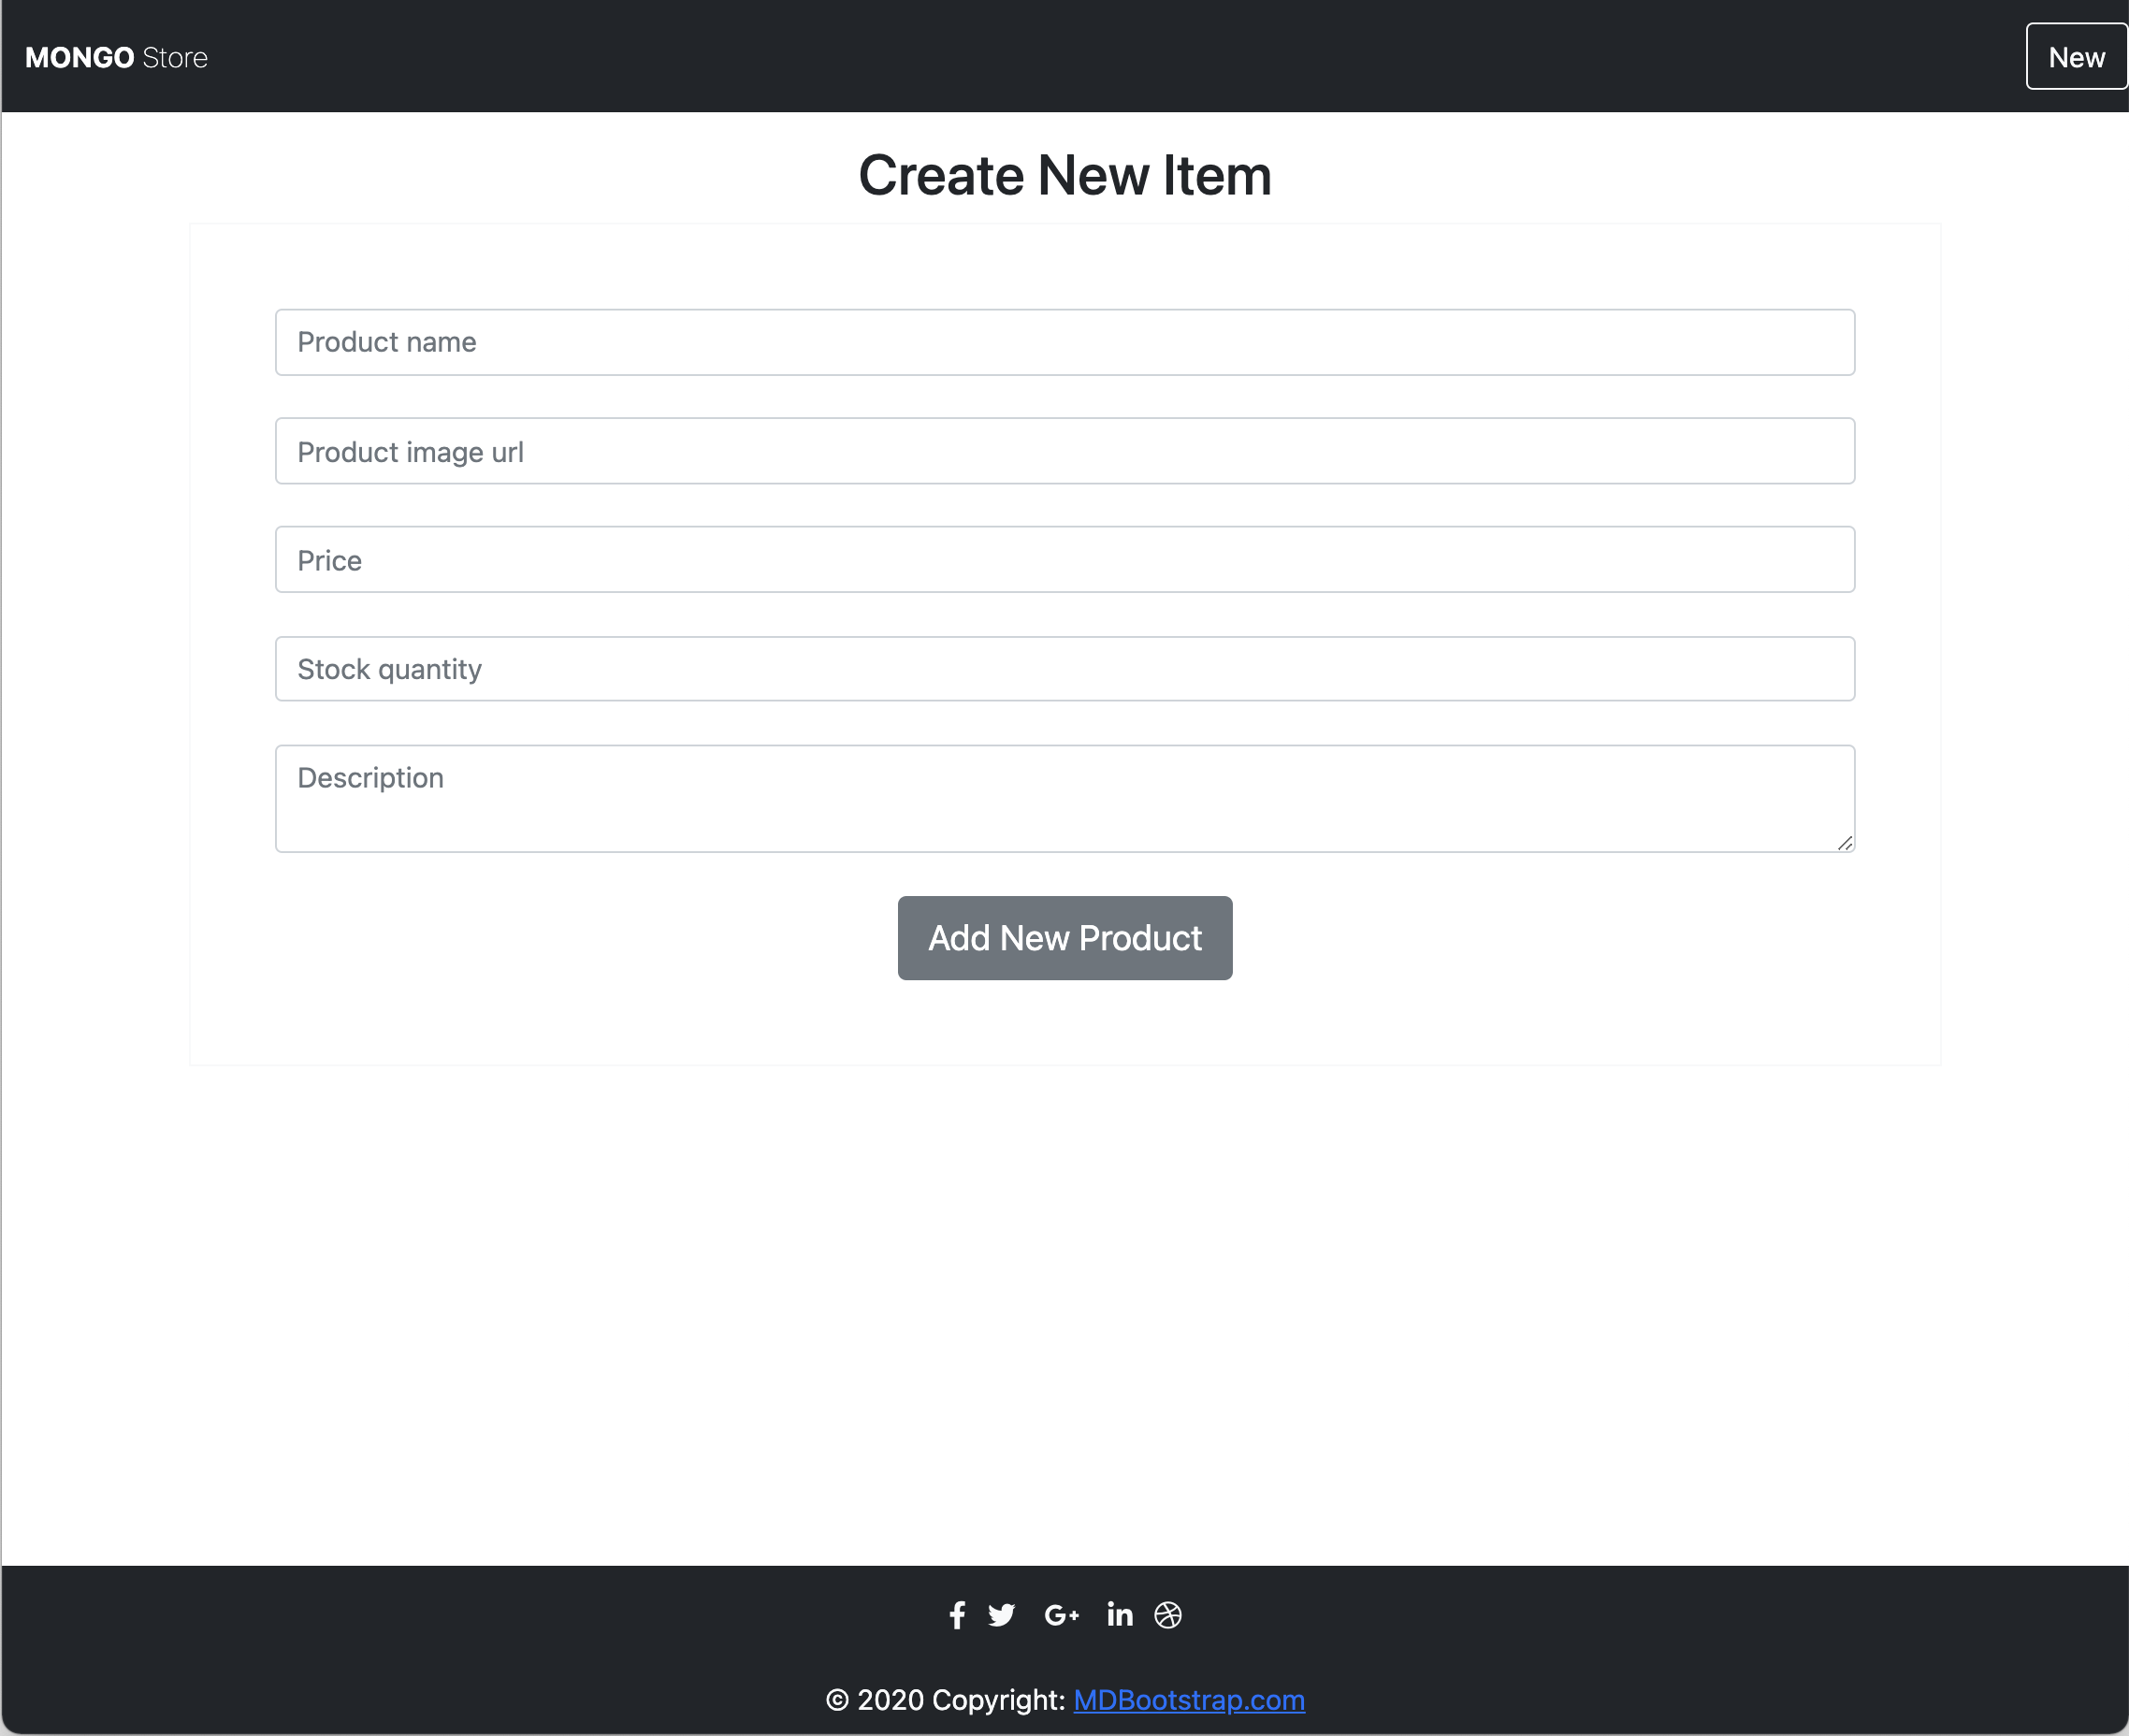 MONGO Store
New
Create New Item
Product name
Product image url
Price
Stock quantity
Description
Add New Product
© 2020 Copyright: MDBootstrap.com